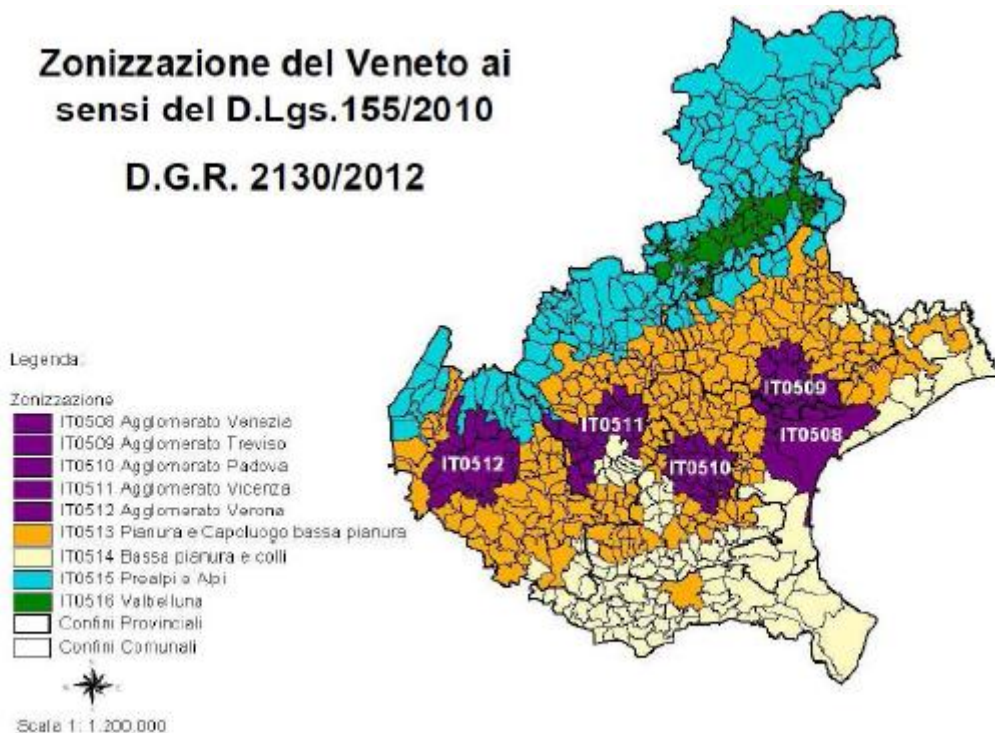 Zonizzazione del Veneto ai
sensi del D.Lgs.155/2010
D.G.R. 2130/2012
Legenda:
Zonizzazione
IT0508 Agglomerato Venezia
IT0509 Agglomerato Treviso
IT0510 Agglomerato Padova
IT0511 Agglomerato Vicenza
IT0512 Agglomerato Verona
IT0513 Pianura e Capoluogo bassa pianura
IT0514 Bassa pianura e colli
IT0515 Prealpi e Alpi
IT0516 Valbelluna
Confini Provinciali
Confini Comunali
Scala 1: 1.200.000
IT0509
IT0511
IT0508
IT0512
IT0510